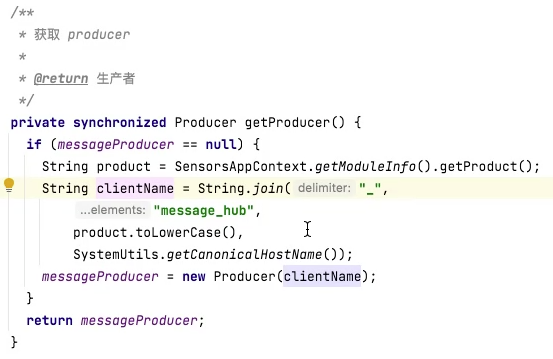 /**
 * 获取 producer
 *
 * @return 生产者
 */
private synchronized Producer getProducer() {
  if (messageProducer == null) {
    String product = SensorsAppContext.getModuleInfo().getProduct();
    String clientName = String.join( delimiter: "_",
        ...elements: "message_hub",
        product.toLowerCase(),
        SystemUtils.getCanonicalHostName());
    messageProducer = new Producer(clientName);
  }
  return messageProducer;
}